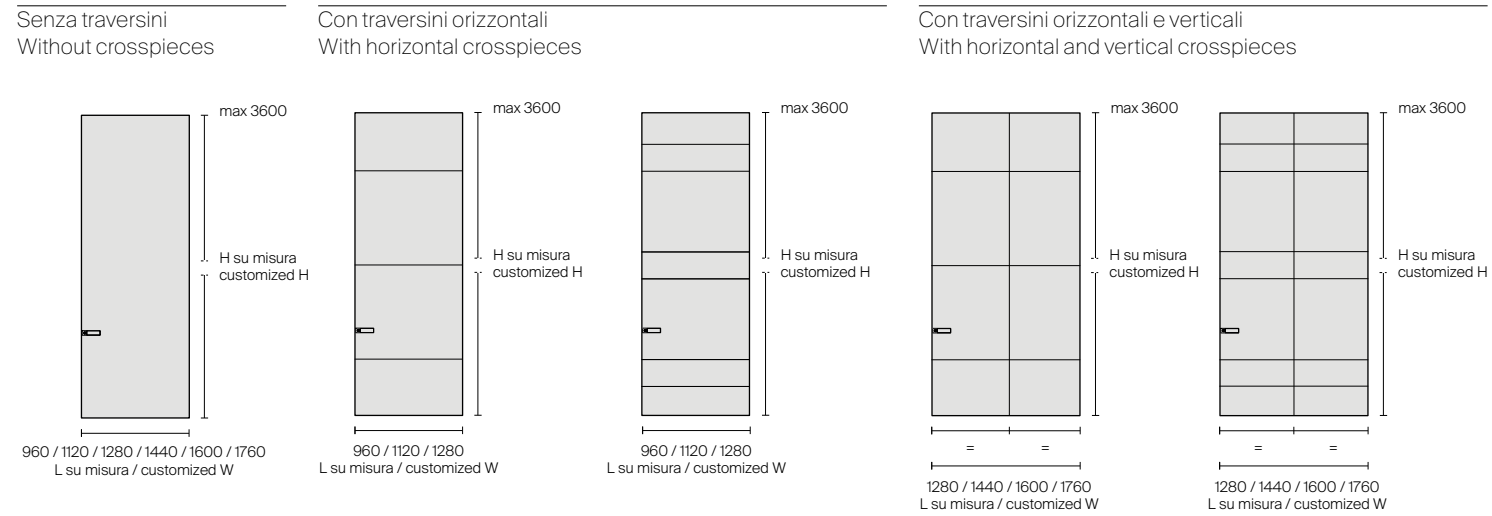 Senza traversini
Without crosspieces
Con traversini orizzontali
With horizontal crosspieces
Con traversini orizzontali e verticali
With horizontal and vertical crosspieces
max 3600
H su misura
customized H
960 / 1120 / 1280 / 1440 / 1600 / 1760
L su misura / customized W
max 3600
H su misura
customized H
960 / 1120 / 1280
L su misura / customized W
max 3600
H su misura
customized H
960 / 1120 / 1280
L su misura / customized W
max 3600
H su misura
customized H
= =
1280 / 1440 / 1600 / 1760
L su misura / customized W
max 3600
H su misura
customized H
= =
1280 / 1440 / 1600 / 1760
L su misura / customized W